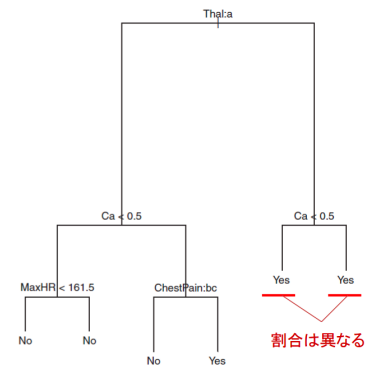 Thal:a
Ca < 0.5
Ca < 0.5
MaxHR < 161.5
ChestPain:bc
Yes
Yes
No
No
No
Yes
割合は異なる